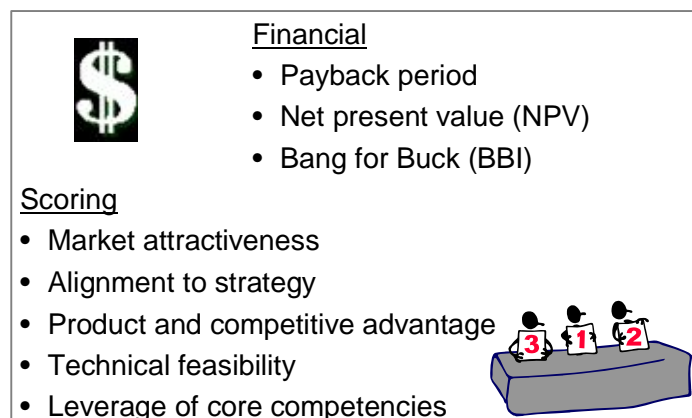 $
Financial
• Payback period
• Net present value (NPV)
• Bang for Buck (BBI)
Scoring
• Market attractiveness
• Alignment to strategy
• Product and competitive advantage
• Technical feasibility
• Leverage of core competencies
3 1 2